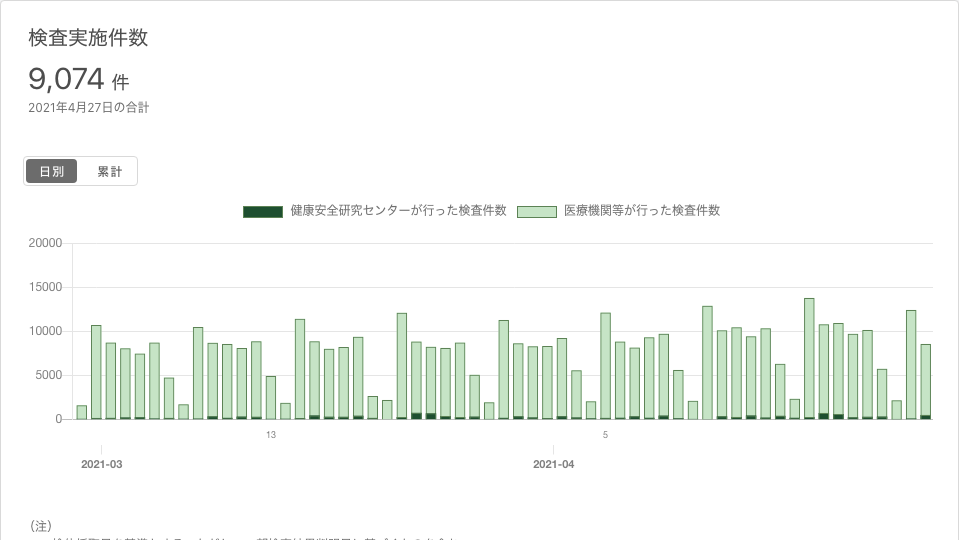 検査実施件数
9,074 件
2021年4月27日の合計
日別 累計
健康安全研究センターが行った検査件数 医療機関等が行った検査件数
20000
15000
10000
5000
0
13 5
2021-03 2021-04
（注）